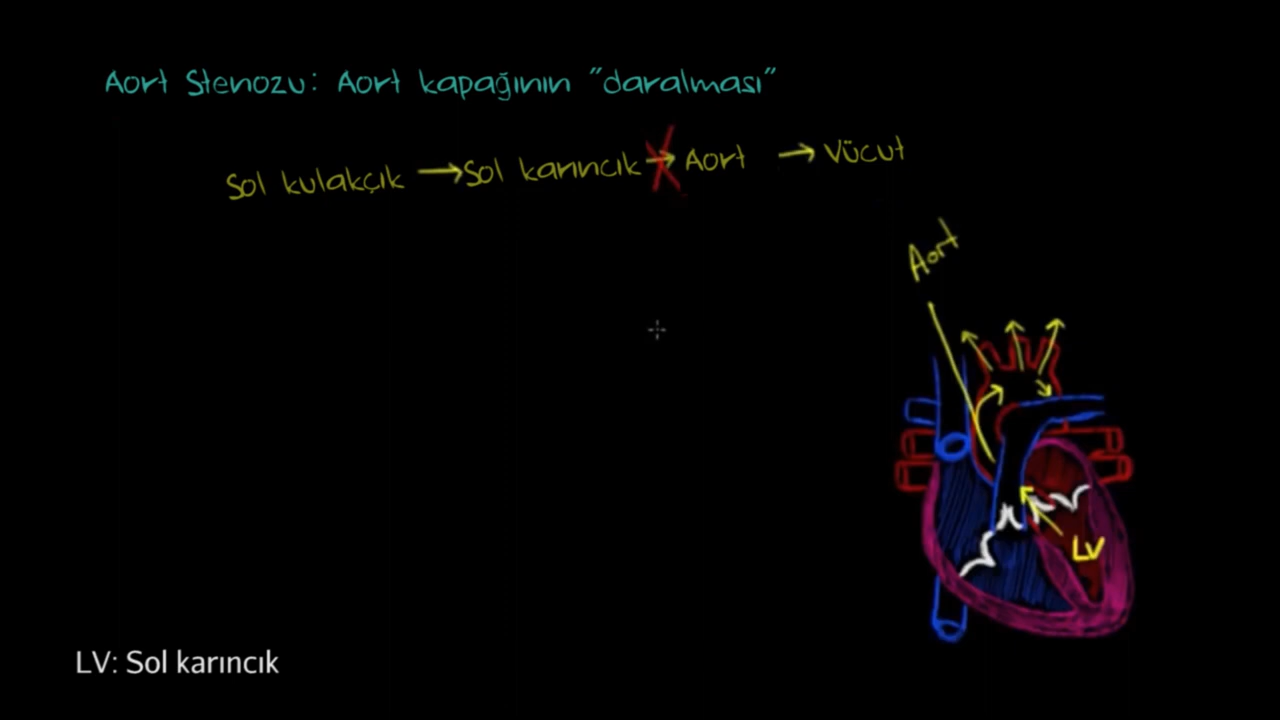 Aort Stenozu: Aort kapağının "daralması"
Sol kulakçık → Sol karıncık → Aort → Vücut
Aort
LV
LV: Sol karıncık